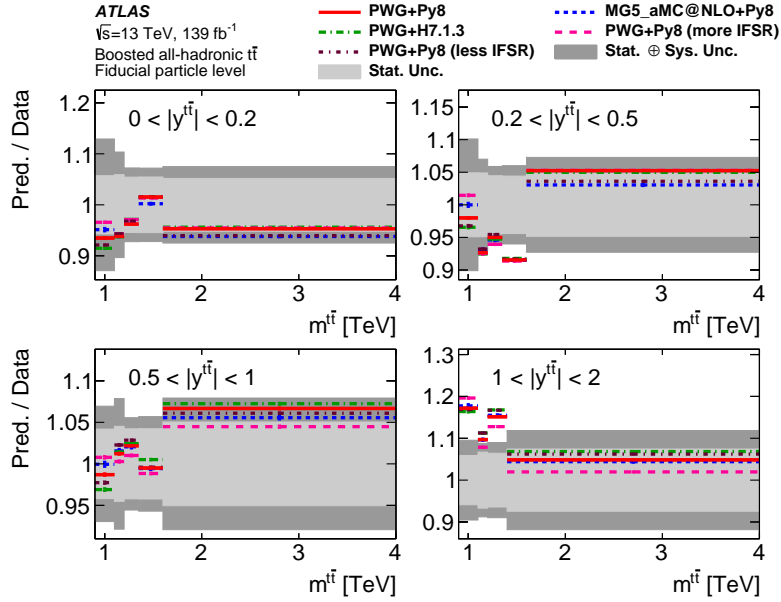 ATLAS
√s=13 TeV, 139 fb⁻¹
Boosted all-hadronic tt̄
Fiducial particle level
PWG+Py8
PWG+H7.1.3
PWG+Py8 (less IFSR)
Stat. Unc.
MG5_aMC@NLO+Py8
PWG+Py8 (more IFSR)
Stat. ⊕ Sys. Unc.
Pred. / Data
1.2
1.1
1
0.9
0 < |y^tt̄| < 0.2
1 2 3 4
m^tt̄ [TeV]
1.15
1.1
1.05
1
0.95
0.9
0.2 < |y^tt̄| < 0.5
1 2 3 4
m^tt̄ [TeV]
Pred. / Data
1.1
1.05
1
0.95
0.5 < |y^tt̄| < 1
1 2 3 4
m^tt̄ [TeV]
1.3
1.2
1.1
1
0.9
1 < |y^tt̄| < 2
1 2 3 4
m^tt̄ [TeV]